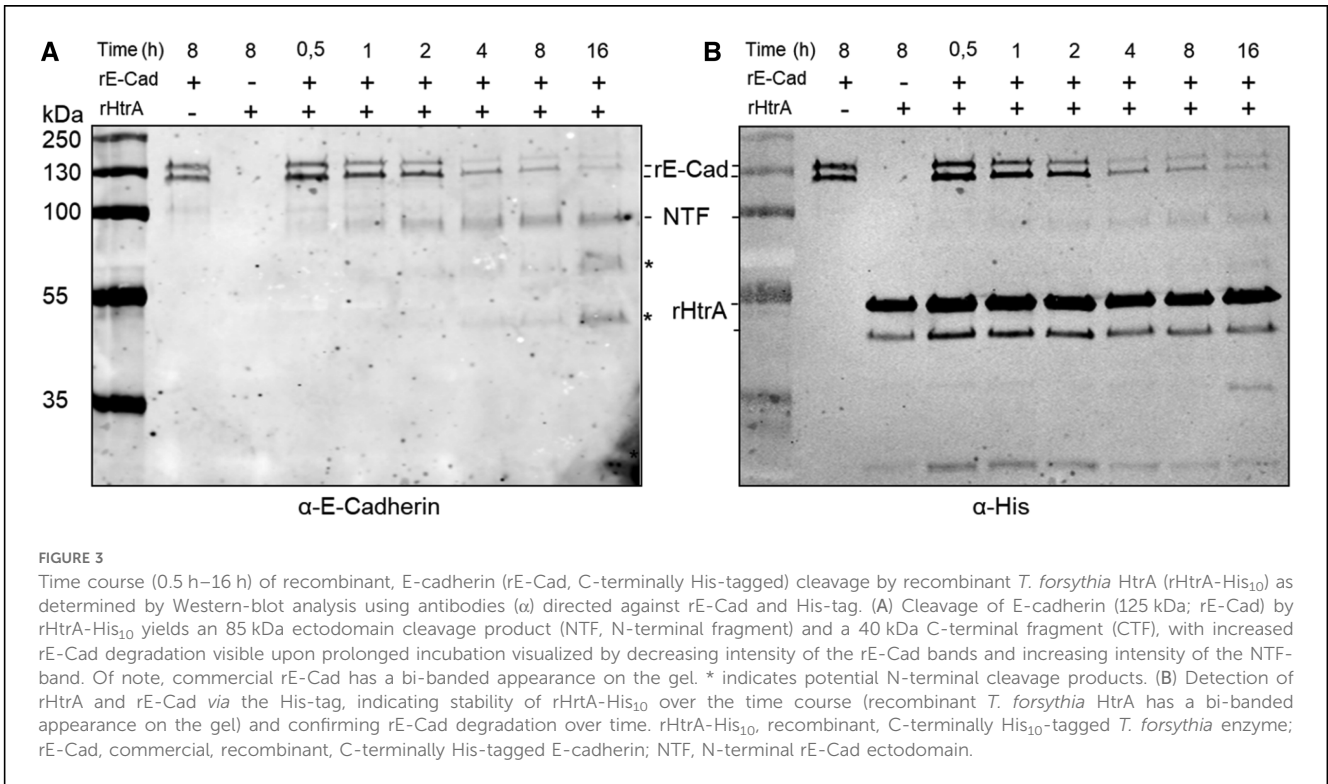 A Time (h) 8 8 0,5 1 2 4 8 16
rE-Cad + - + + + + + +
rHtrA - + + + + + + +
kDa
250
130
100
55
35
rE-Cad
NTF
*
rHtrA
*
*
α-E-Cadherin
B Time (h) 8 8 0,5 1 2 4 8 16
rE-Cad + - + + + + + +
rHtrA - + + + + + + +
α-His
FIGURE 3
Time course (0.5 h–16 h) of recombinant, E-cadherin (rE-Cad, C-terminally His-tagged) cleavage by recombinant T. forsythia HtrA (rHtrA-His10) as
determined by Western-blot analysis using antibodies (α) directed against rE-Cad and His-tag. (A) Cleavage of E-cadherin (125 kDa; rE-Cad) by
rHtrA-His10 yields an 85 kDa ectodomain cleavage product (NTF, N-terminal fragment) and a 40 kDa C-terminal fragment (CTF), with increased
rE-Cad degradation visible upon prolonged incubation visualized by decreasing intensity of the rE-Cad bands and increasing intensity of the NTF-
band. Of note, commercial rE-Cad has a bi-banded appearance on the gel. * indicates potential N-terminal cleavage products. (B) Detection of
rHtrA and rE-Cad via the His-tag, indicating stability of rHrtA-His10 over the time course (recombinant T. forsythia HtrA has a bi-banded
appearance on the gel) and confirming rE-Cad degradation over time. rHtrA-His10, recombinant, C-terminally His10-tagged T. forsythia enzyme;
rE-Cad, commercial, recombinant, C-terminally His-tagged E-cadherin; NTF, N-terminal rE-Cad ectodomain.